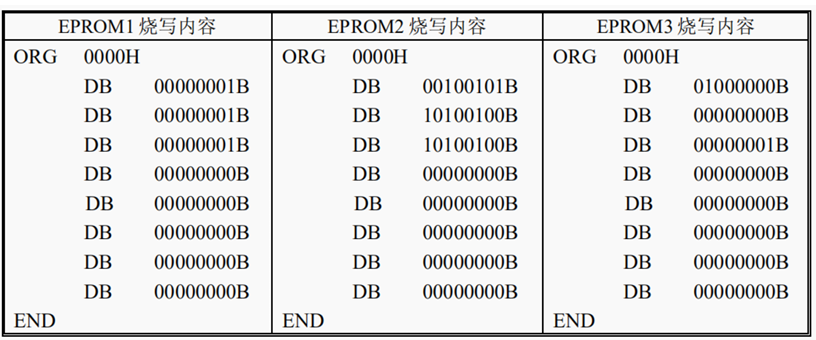 EPROM1 烧写内容 EPROM2 烧写内容 EPROM3 烧写内容
ORG 0000H ORG 0000H ORG 0000H
DB 00000001B DB 00100101B DB 01000000B
DB 00000001B DB 10100100B DB 00000000B
DB 00000001B DB 10100100B DB 00000001B
DB 00000000B DB 00000000B DB 00000000B
DB 00000000B DB 00000000B DB 00000000B
DB 00000000B DB 00000000B DB 00000000B
DB 00000000B DB 00000000B DB 00000000B
DB 00000000B DB 00000000B DB 00000000B
END END END